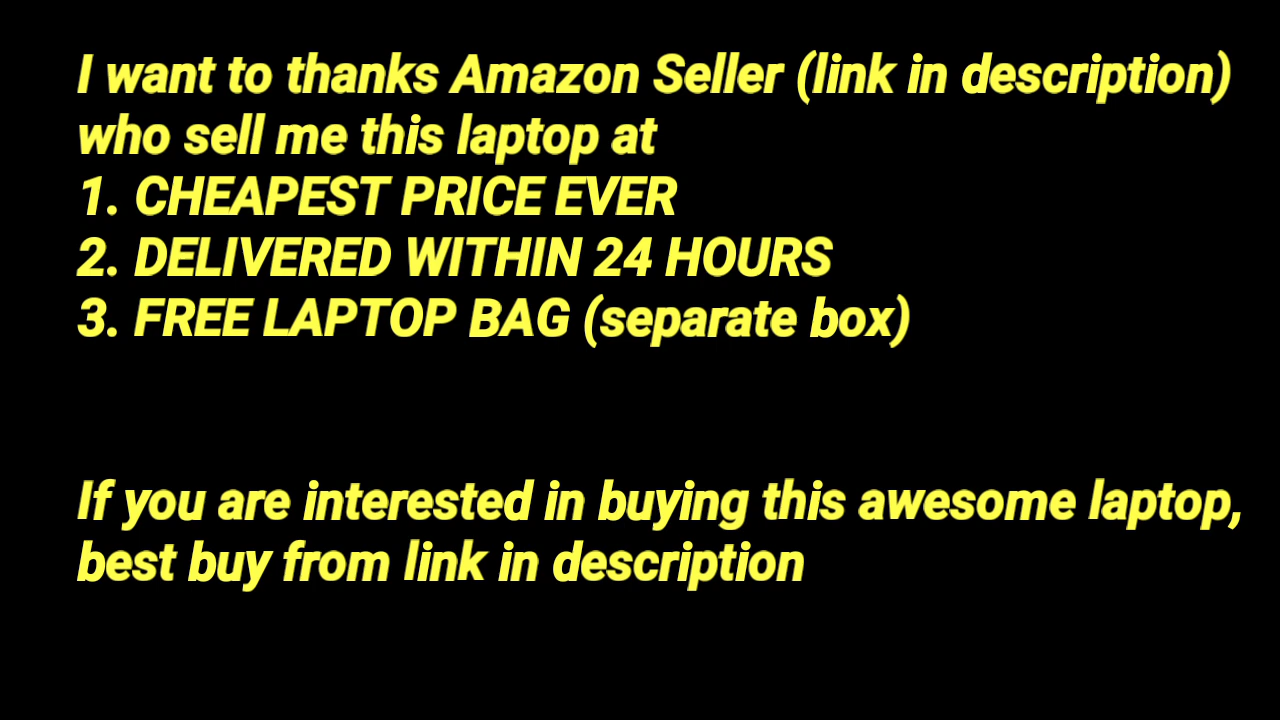 I want to thanks Amazon Seller (link in description)
who sell me this laptop at
1. CHEAPEST PRICE EVER
2. DELIVERED WITHIN 24 HOURS
3. FREE LAPTOP BAG (separate box)
If you are interested in buying this awesome laptop,
best buy from link in description